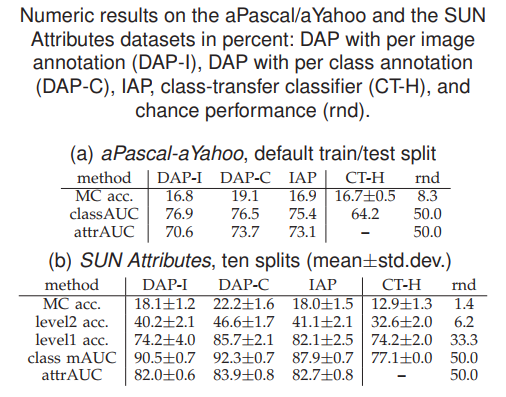 Numeric results on the aPascal/aYahoo and the SUN
Attributes datasets in percent: DAP with per image
annotation (DAP-I), DAP with per class annotation
(DAP-C), IAP, class-transfer classifier (CT-H), and
chance performance (rnd).
(a) aPascal-aYahoo, default train/test split
method DAP-I DAP-C IAP CT-H rnd
MC acc. 16.8 19.1 16.9 16.7±0.5 8.3
classAUC 76.9 76.5 75.4 64.2 50.0
attrAUC 70.6 73.7 73.1 – 50.0
(b) SUN Attributes, ten splits (mean±std.dev.)
method DAP-I DAP-C IAP CT-H rnd
MC acc. 18.1±1.2 22.2±1.6 18.0±1.5 12.9±1.3 1.4
level2 acc. 40.2±2.1 46.6±1.7 41.1±2.1 32.6±2.0 6.2
level1 acc. 74.2±4.0 85.7±2.1 82.1±2.5 74.2±2.0 33.3
class mAUC 90.5±0.7 92.3±0.7 87.9±0.7 77.1±0.0 50.0
attrAUC 82.0±0.6 83.9±0.8 82.7±0.8 – 50.0